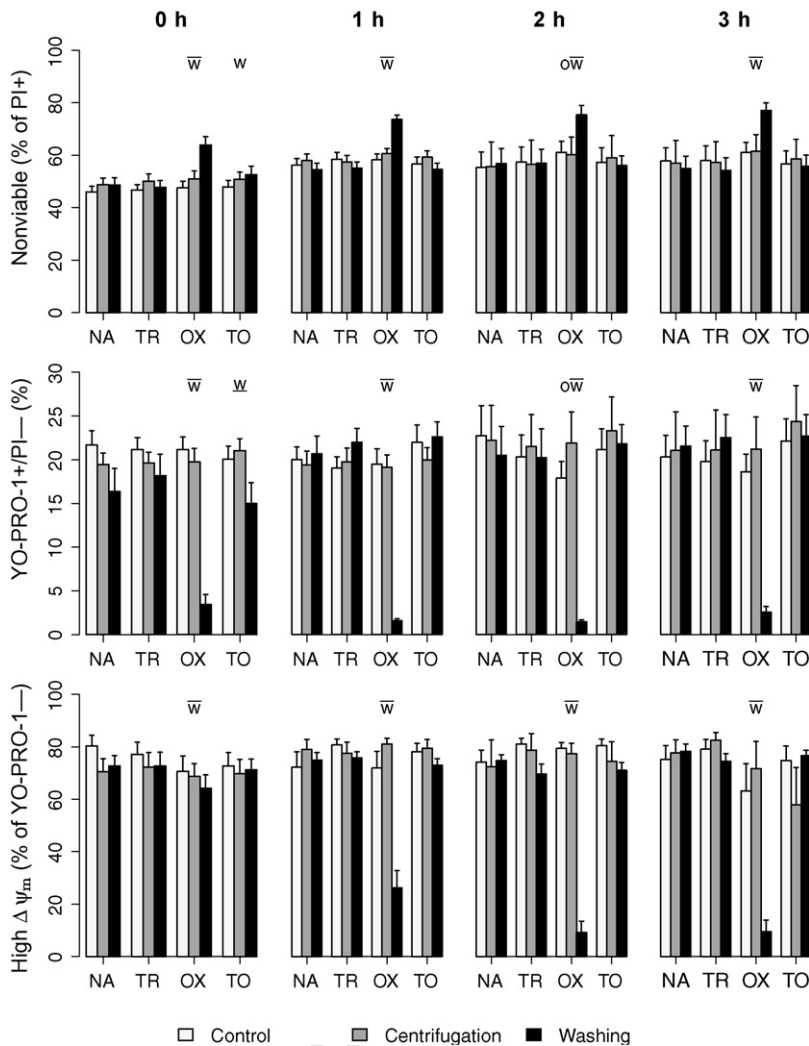 0 h 1 h 2 h 3 h
Nonviable (% of PI+)
100
80
60
40
20
0
w̅ w w̅ ow̅ w̅
NA TR OX TO NA TR OX TO NA TR OX TO NA TR OX TO
YO-PRO-1+/PI— (%)
30
25
20
15
10
5
0
w̅ w̲ w̅ ow̅ w̅
NA TR OX TO NA TR OX TO NA TR OX TO NA TR OX TO
High Δ ψm (% of YO-PRO-1—)
100
80
60
40
20
0
w̅ w̅ w̅ w̅
NA TR OX TO NA TR OX TO NA TR OX TO NA TR OX TO
Control Centrifugation Washing